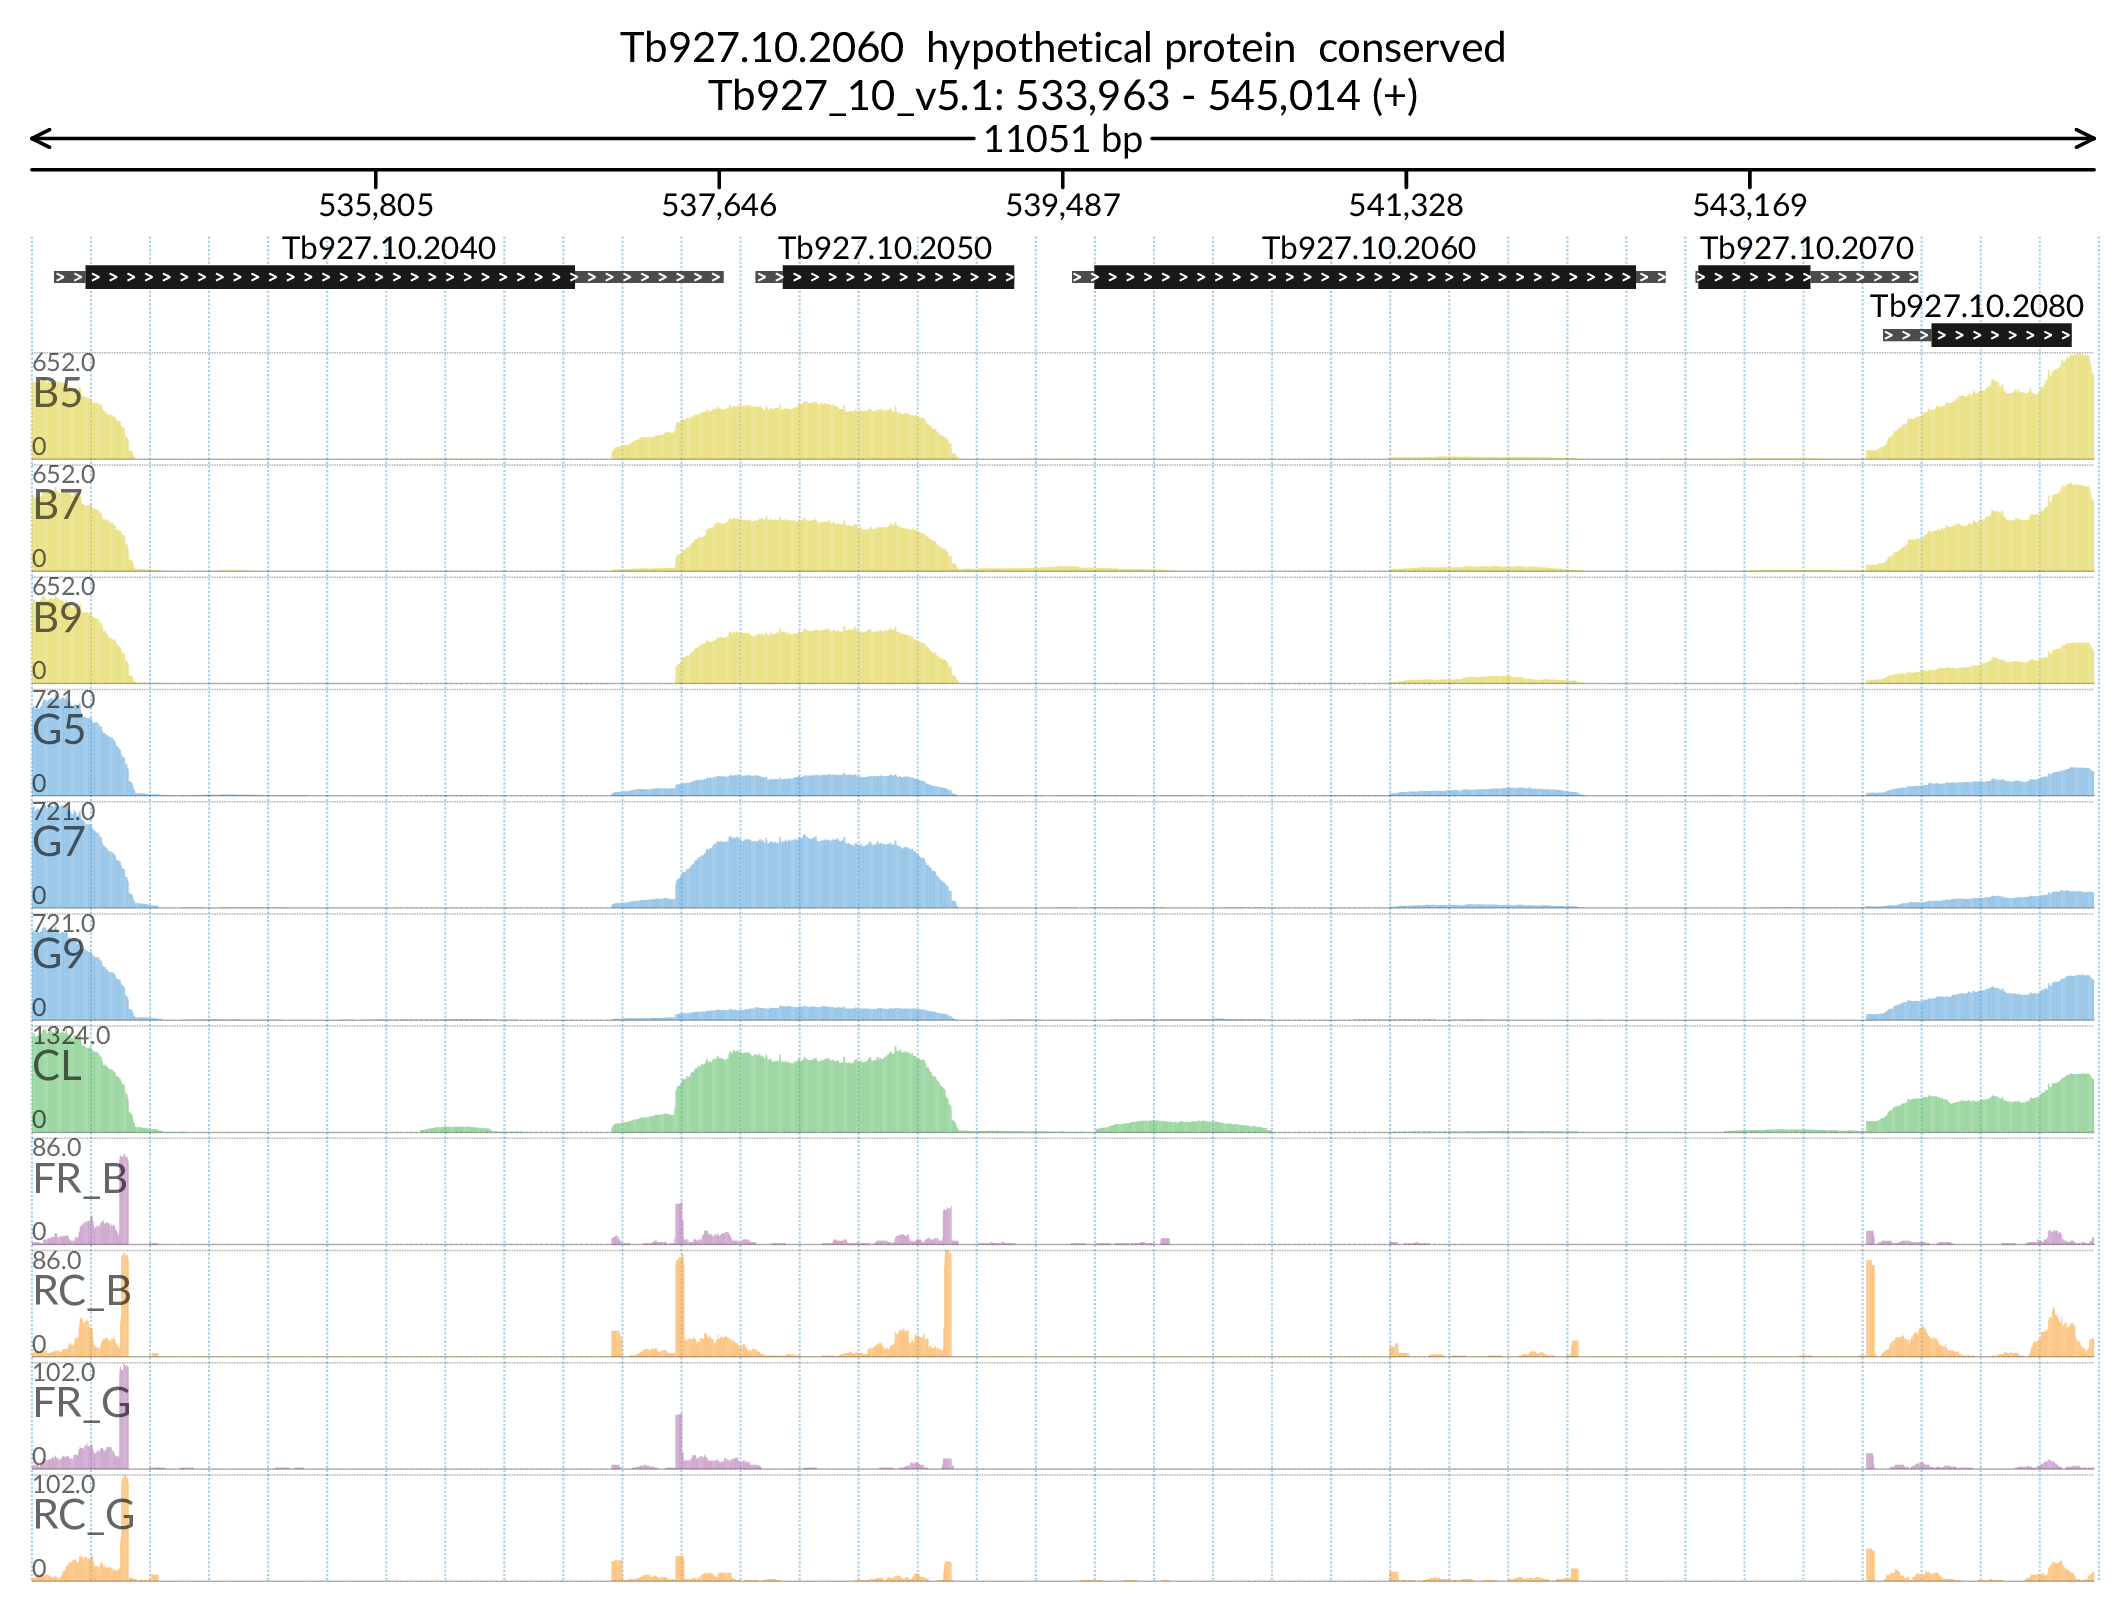 Tb927.10.2060 hypothetical protein conserved
Tb927_10_v5.1: 533,963 - 545,014 (+)
11051 bp
535,805 537,646 539,487 541,328 543,169
Tb927.10.2040 Tb927.10.2050 Tb927.10.2060 Tb927.10.2070
Tb927.10.2080
652.0
B5
0
652.0
B7
0
652.0
B9
0
721.0
G5
0
721.0
G7
0
721.0
G9
0
1324.0
CL
0
86.0
FR_B
0
86.0
RC_B
0
102.0
FR_G
0
102.0
RC_G
0